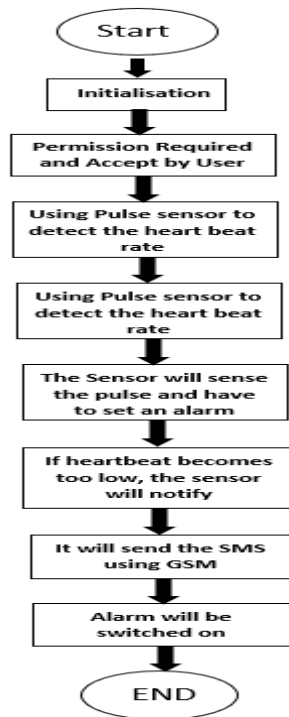 Start
Initialisation
Permission Required
and Accept by User
Using Pulse sensor to
detect the heart beat
rate
Using Pulse sensor to
detect the heart beat
rate
The Sensor will sense
the pulse and have
to set an alarm
If heartbeat becomes
too low, the sensor
will notify
It will send the SMS
using GSM
Alarm will be
switched on
END